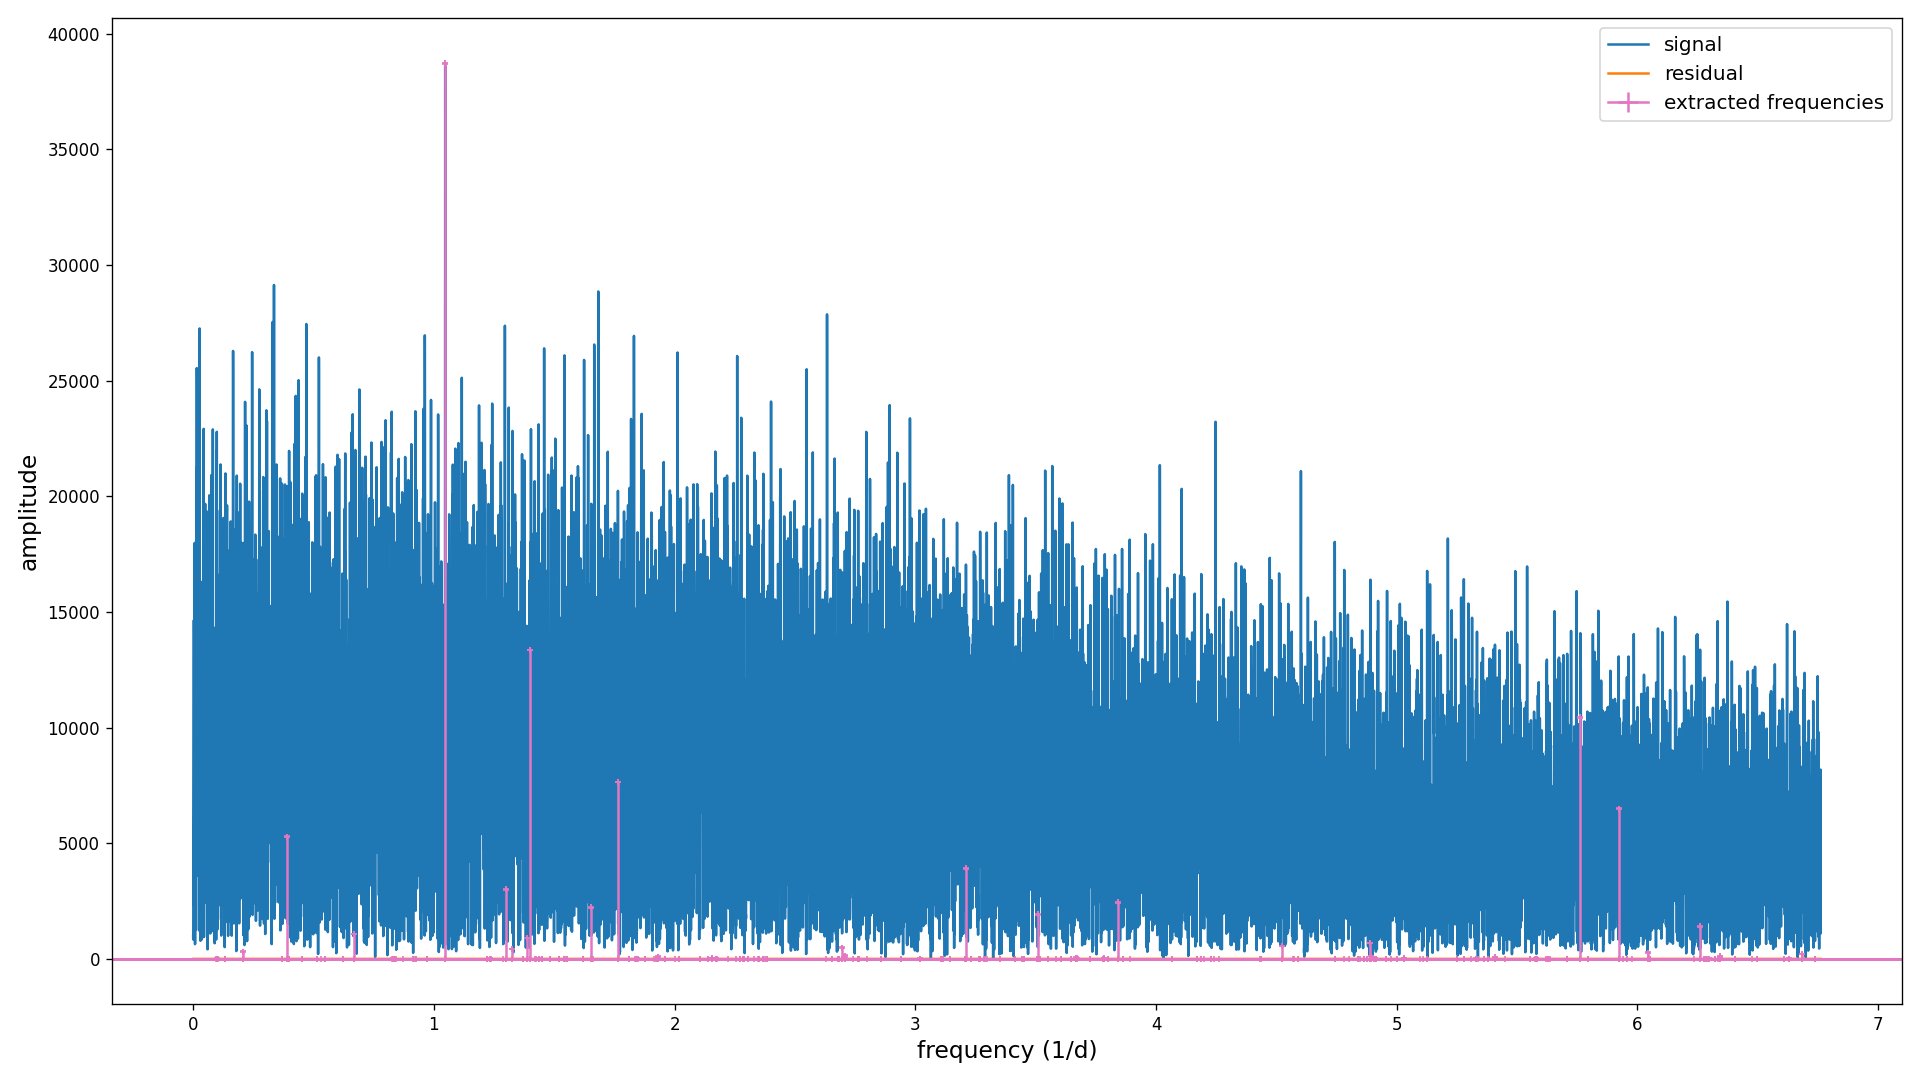 40000
35000
30000
25000
20000
15000
10000
5000
0
amplitude
signal
residual
extracted frequencies
0 1 2 3 4 5 6 7
frequency (1/d)